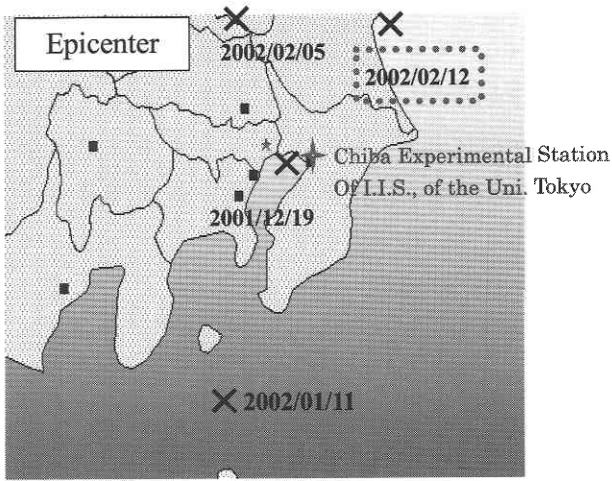 Epicenter
2002/02/05
2002/02/12
Chiba Experimental Station
Of I.I.S., of the Uni. Tokyo
2001/12/19
2002/01/11